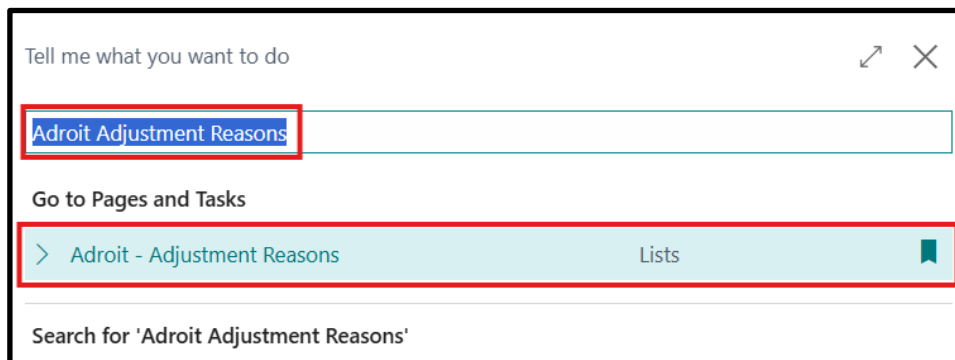 Tell me what you want to do
Adroit Adjustment Reasons
Go to Pages and Tasks
Adroit - Adjustment Reasons Lists
Search for 'Adroit Adjustment Reasons'